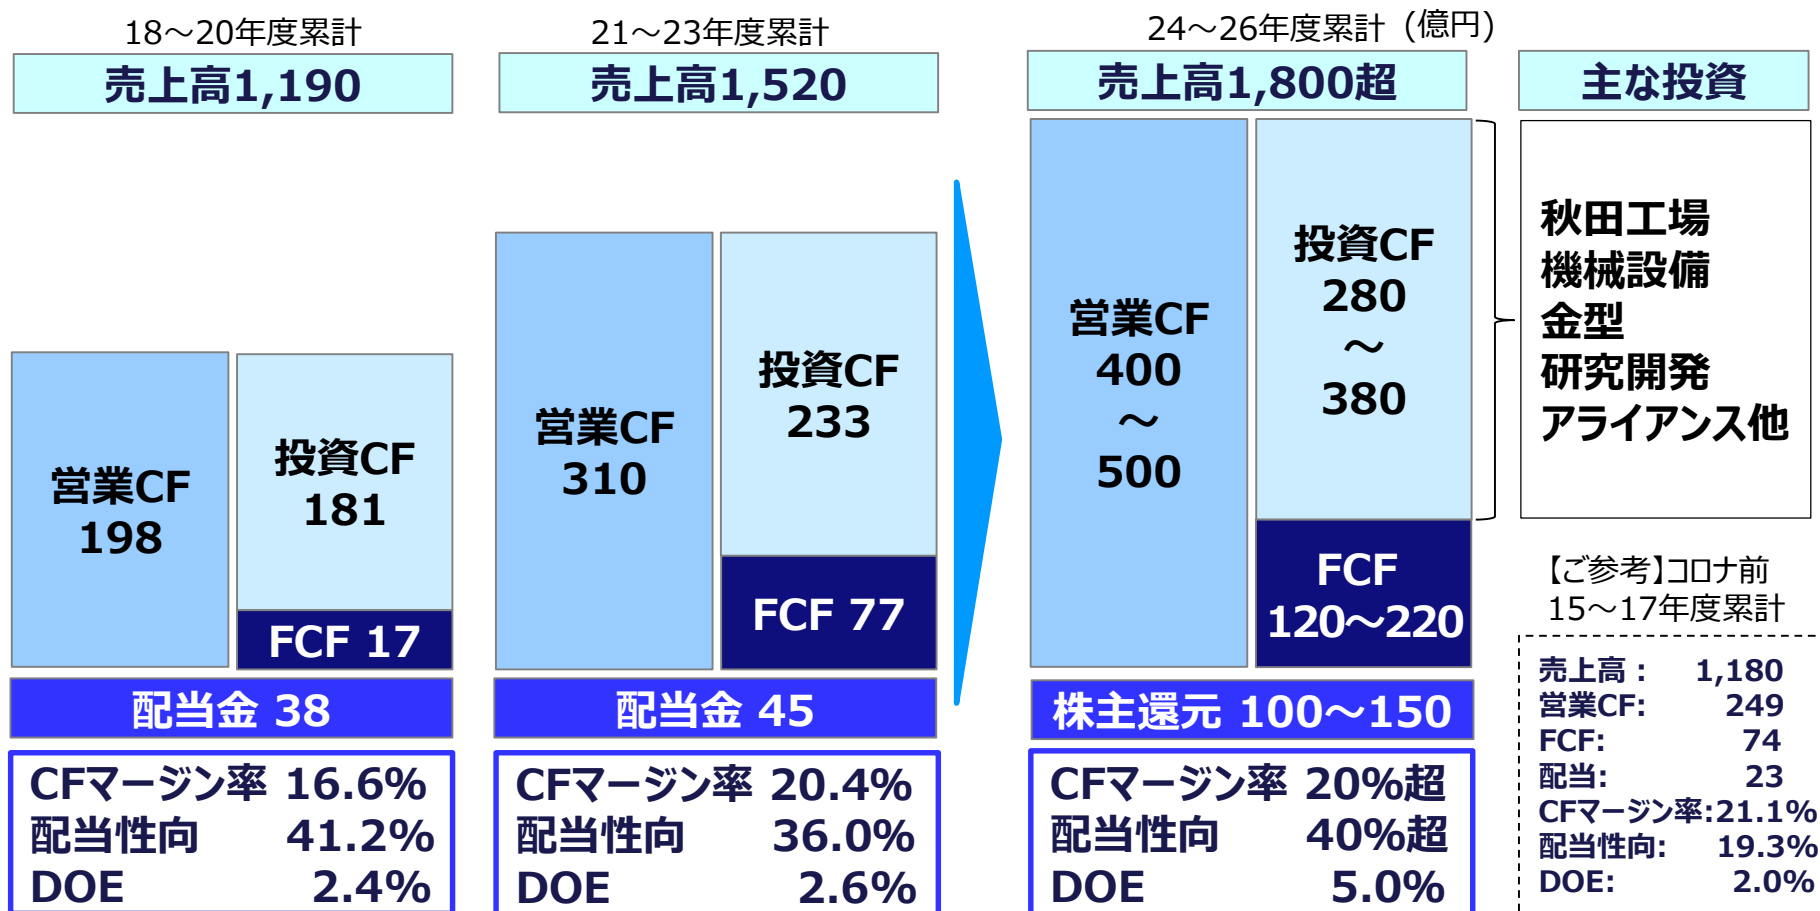 18～20年度累計
売上高1,190
営業CF
198
投資CF
181
FCF 17
配当金 38
CFマージン率 16.6%
配当性向 41.2%
DOE 2.4%
21～23年度累計
売上高1,520
営業CF
310
投資CF
233
FCF 77
配当金 45
CFマージン率 20.4%
配当性向 36.0%
DOE 2.6%
24～26年度累計 (億円)
売上高1,800超
営業CF
400
～
500
投資CF
280
～
380
FCF
120～220
株主還元 100～150
CFマージン率 20%超
配当性向 40%超
DOE 5.0%
主な投資
秋田工場
機械設備
金型
研究開発
アライアンス他
【ご参考】コロナ前
15～17年度累計
売上高： 1,180
営業CF: 249
FCF: 74
配当: 23
CFマージン率:21.1%
配当性向: 19.3%
DOE: 2.0%